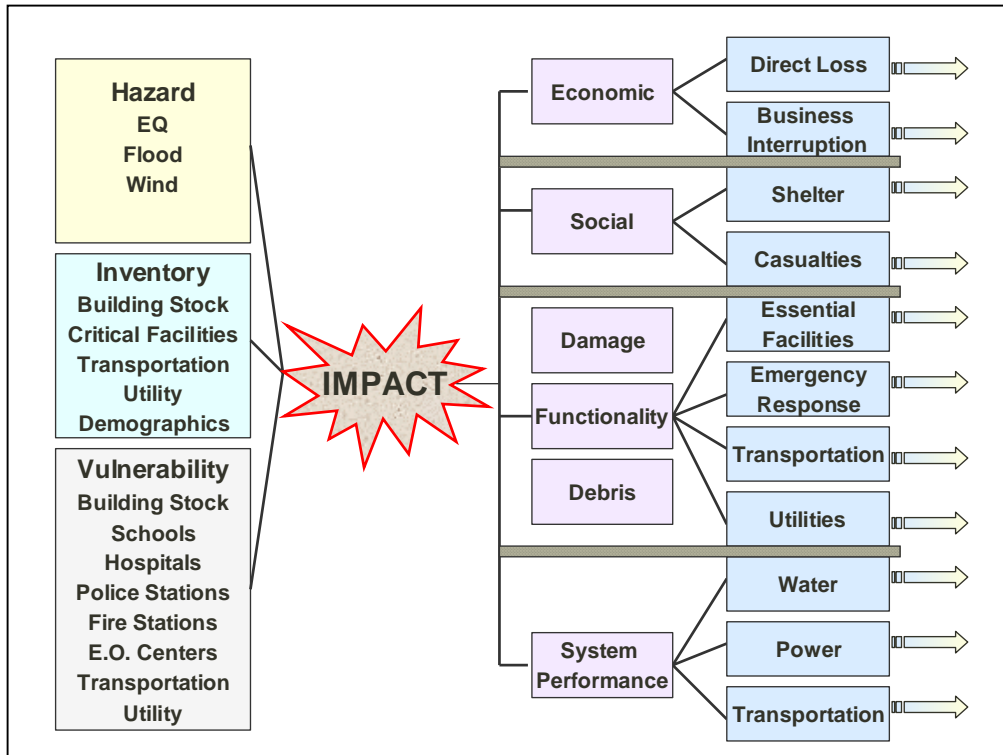 Hazard
EQ
Flood
Wind
Inventory
Building Stock
Critical Facilities
Transportation
Utility
Demographics
Vulnerability
Building Stock
Schools
Hospitals
Police Stations
Fire Stations
E.O. Centers
Transportation
Utility
IMPACT
Economic
Social
Damage
Functionality
Debris
System
Performance
Direct Loss
Business
Interruption
Shelter
Casualties
Essential
Facilities
Emergency
Response
Transportation
Utilities
Water
Power
Transportation